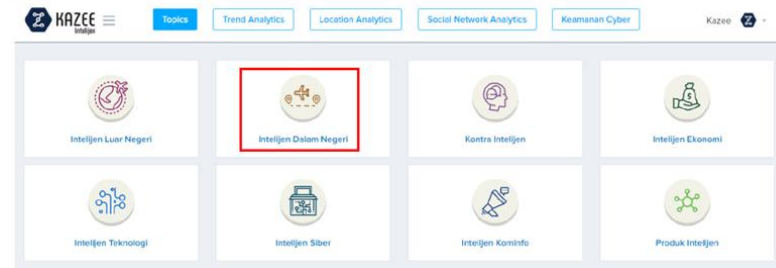 KAZEE
Intelijen
Topics
Trend Analytics
Location Analytics
Social Network Analytics
Keamanan Cyber
Kazee
Intelijen Luar Negeri
Intelijen Dalam Negeri
Kontra Intelijen
Intelijen Ekonomi
Intelijen Teknologi
Intelijen Siber
Intelijen Kominfo
Produk Intelijen